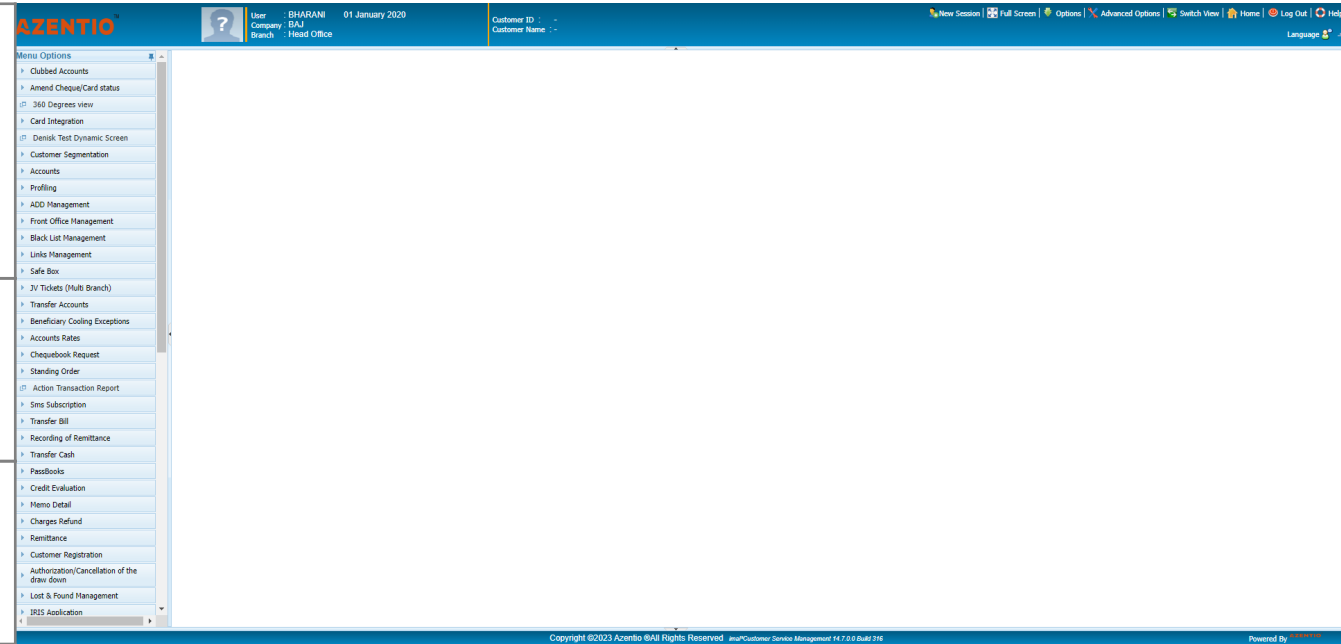 AZENTIO™
User : BHARANI 01 January 2020
Company : BAJ
Branch : Head Office
Customer ID : -
Customer Name : -
New Session | Full Screen | Options | Advanced Options | Switch View | Home | Log Out | Help
Language
Menu Options
Clubbed Accounts
Amend Cheque/Card status
360 Degrees view
Card Integration
Denisk Test Dynamic Screen
Customer Segmentation
Accounts
Profiling
ADD Management
Front Office Management
Black List Management
Links Management
Safe Box
JV Tickets (Multi Branch)
Transfer Accounts
Beneficiary Cooling Exceptions
Accounts Rates
Chequebook Request
Standing Order
Action Transaction Report
Sms Subscription
Transfer Bill
Recording of Remittance
Transfer Cash
PassBooks
Credit Evaluation
Memo Detail
Charges Refund
Remittance
Customer Registration
Authorization/Cancellation of the
draw down
Lost & Found Management
IRIS Application
Copyright ©2023 Azentio ®All Rights Reserved imal®Customer Service Management 14.7.0.0 Build 316
Powered By AZENTIO